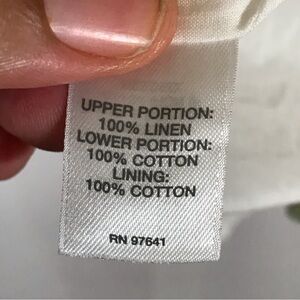 UPPER PORTION:
100% LINEN
LOWER PORTION:
100% COTTON
LINING:
100% COTTON
RN 97641